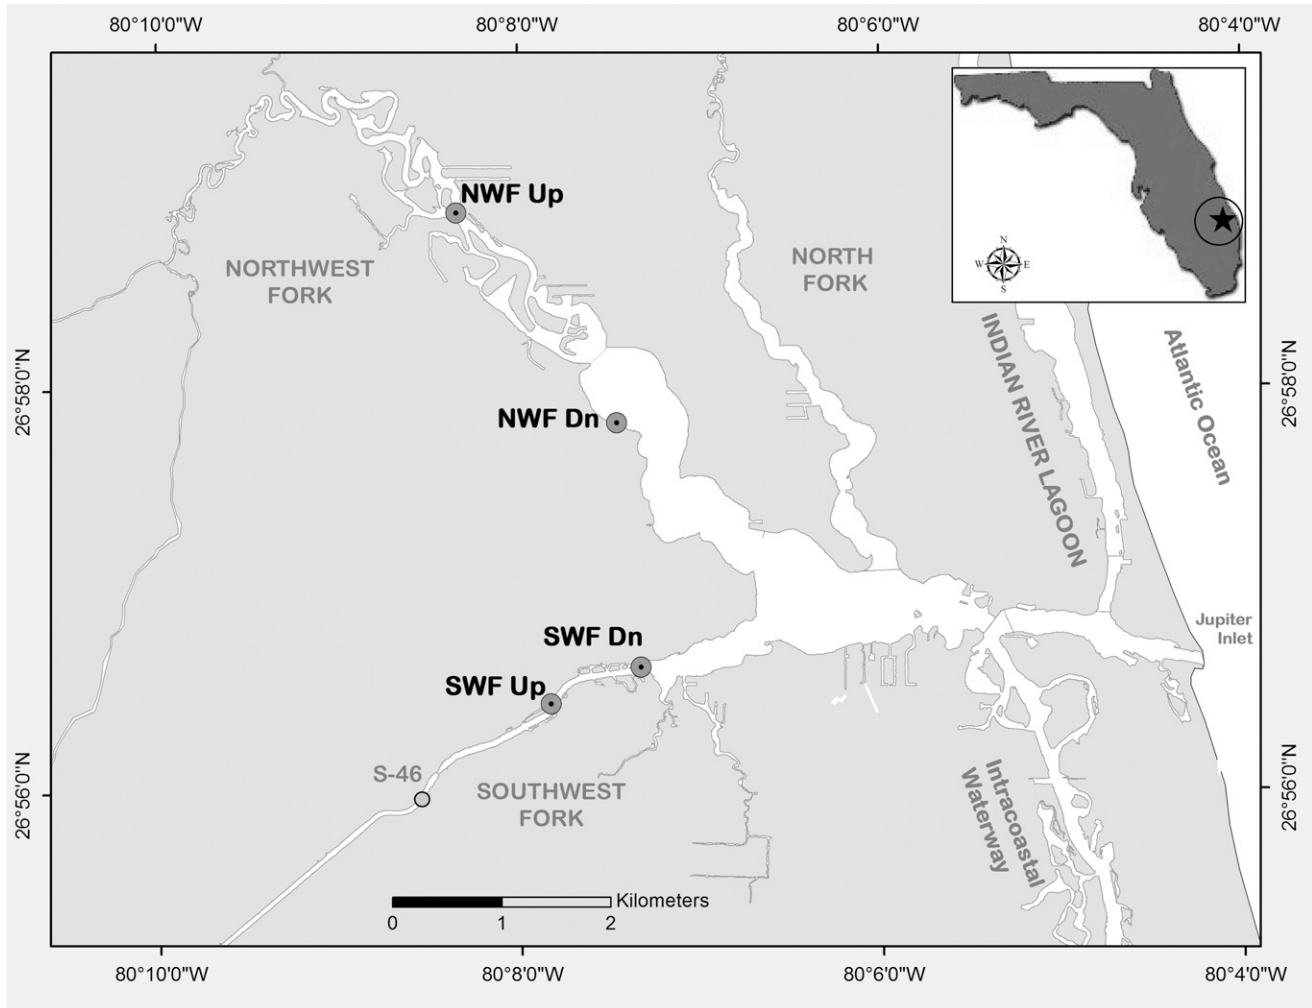 80°10'0"W
80°8'0"W
80°6'0"W
80°4'0"W
NWF Up
NORTHWEST
FORK
NORTH
FORK
N
W
E
S
26°58'0"N
26°58'0"N
NWF Dn
INDIAN RIVER LAGOON
Atlantic Ocean
Jupiter
Inlet
SWF Dn
SWF Up
S-46
SOUTHWEST
FORK
Intracoastal
Waterway
26°56'0"N
26°56'0"N
Kilometers
0
1
2
80°10'0"W
80°8'0"W
80°6'0"W
80°4'0"W